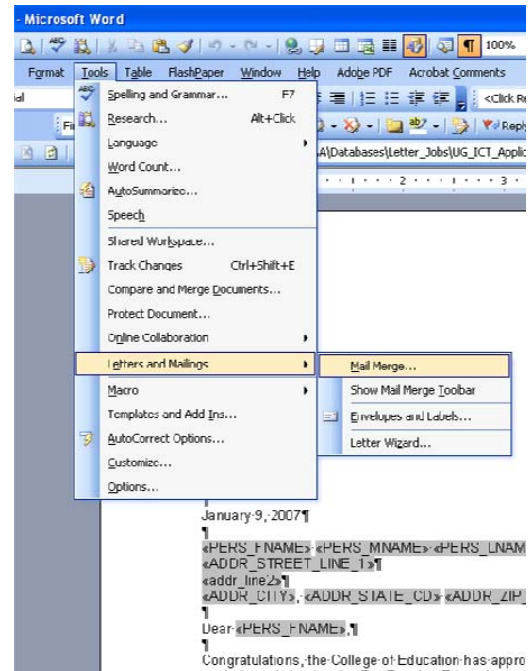 - Microsoft Word
100%
Format Tools Table FlashPaper Window Help Adobe PDF Acrobat Comments
<Click Re
A\Databases\Letter_Jobs\UG_ICT_Applic
Spelling and Grammar... F7
Research... Alt+Click
Language
Word Count...
AutoSummarize...
Speech
Shared Workspace...
Track Changes Ctrl+Shift+E
Compare and Merge Documents...
Protect Document...
Online Collaboration
Letters and Mailings
Mail Merge...
Show Mail Merge Toolbar
Envelopes and Labels...
Letter Wizard...
Macro
Templates and Add Ins...
AutoCorrect Options...
Customize...
Options...
January 9, 2007¶
¶
«PERS_FNAME» «PERS_MNAME» «PERS_LNAM
«ADDR_STREET_LINE_1»¶
«addr_line2»¶
«ADDR_CITY», «ADDR_STATE_CD» «ADDR_ZIP_
¶
Dear «PERS_FNAME»,¶
¶
Congratulations, the College of Education has appro